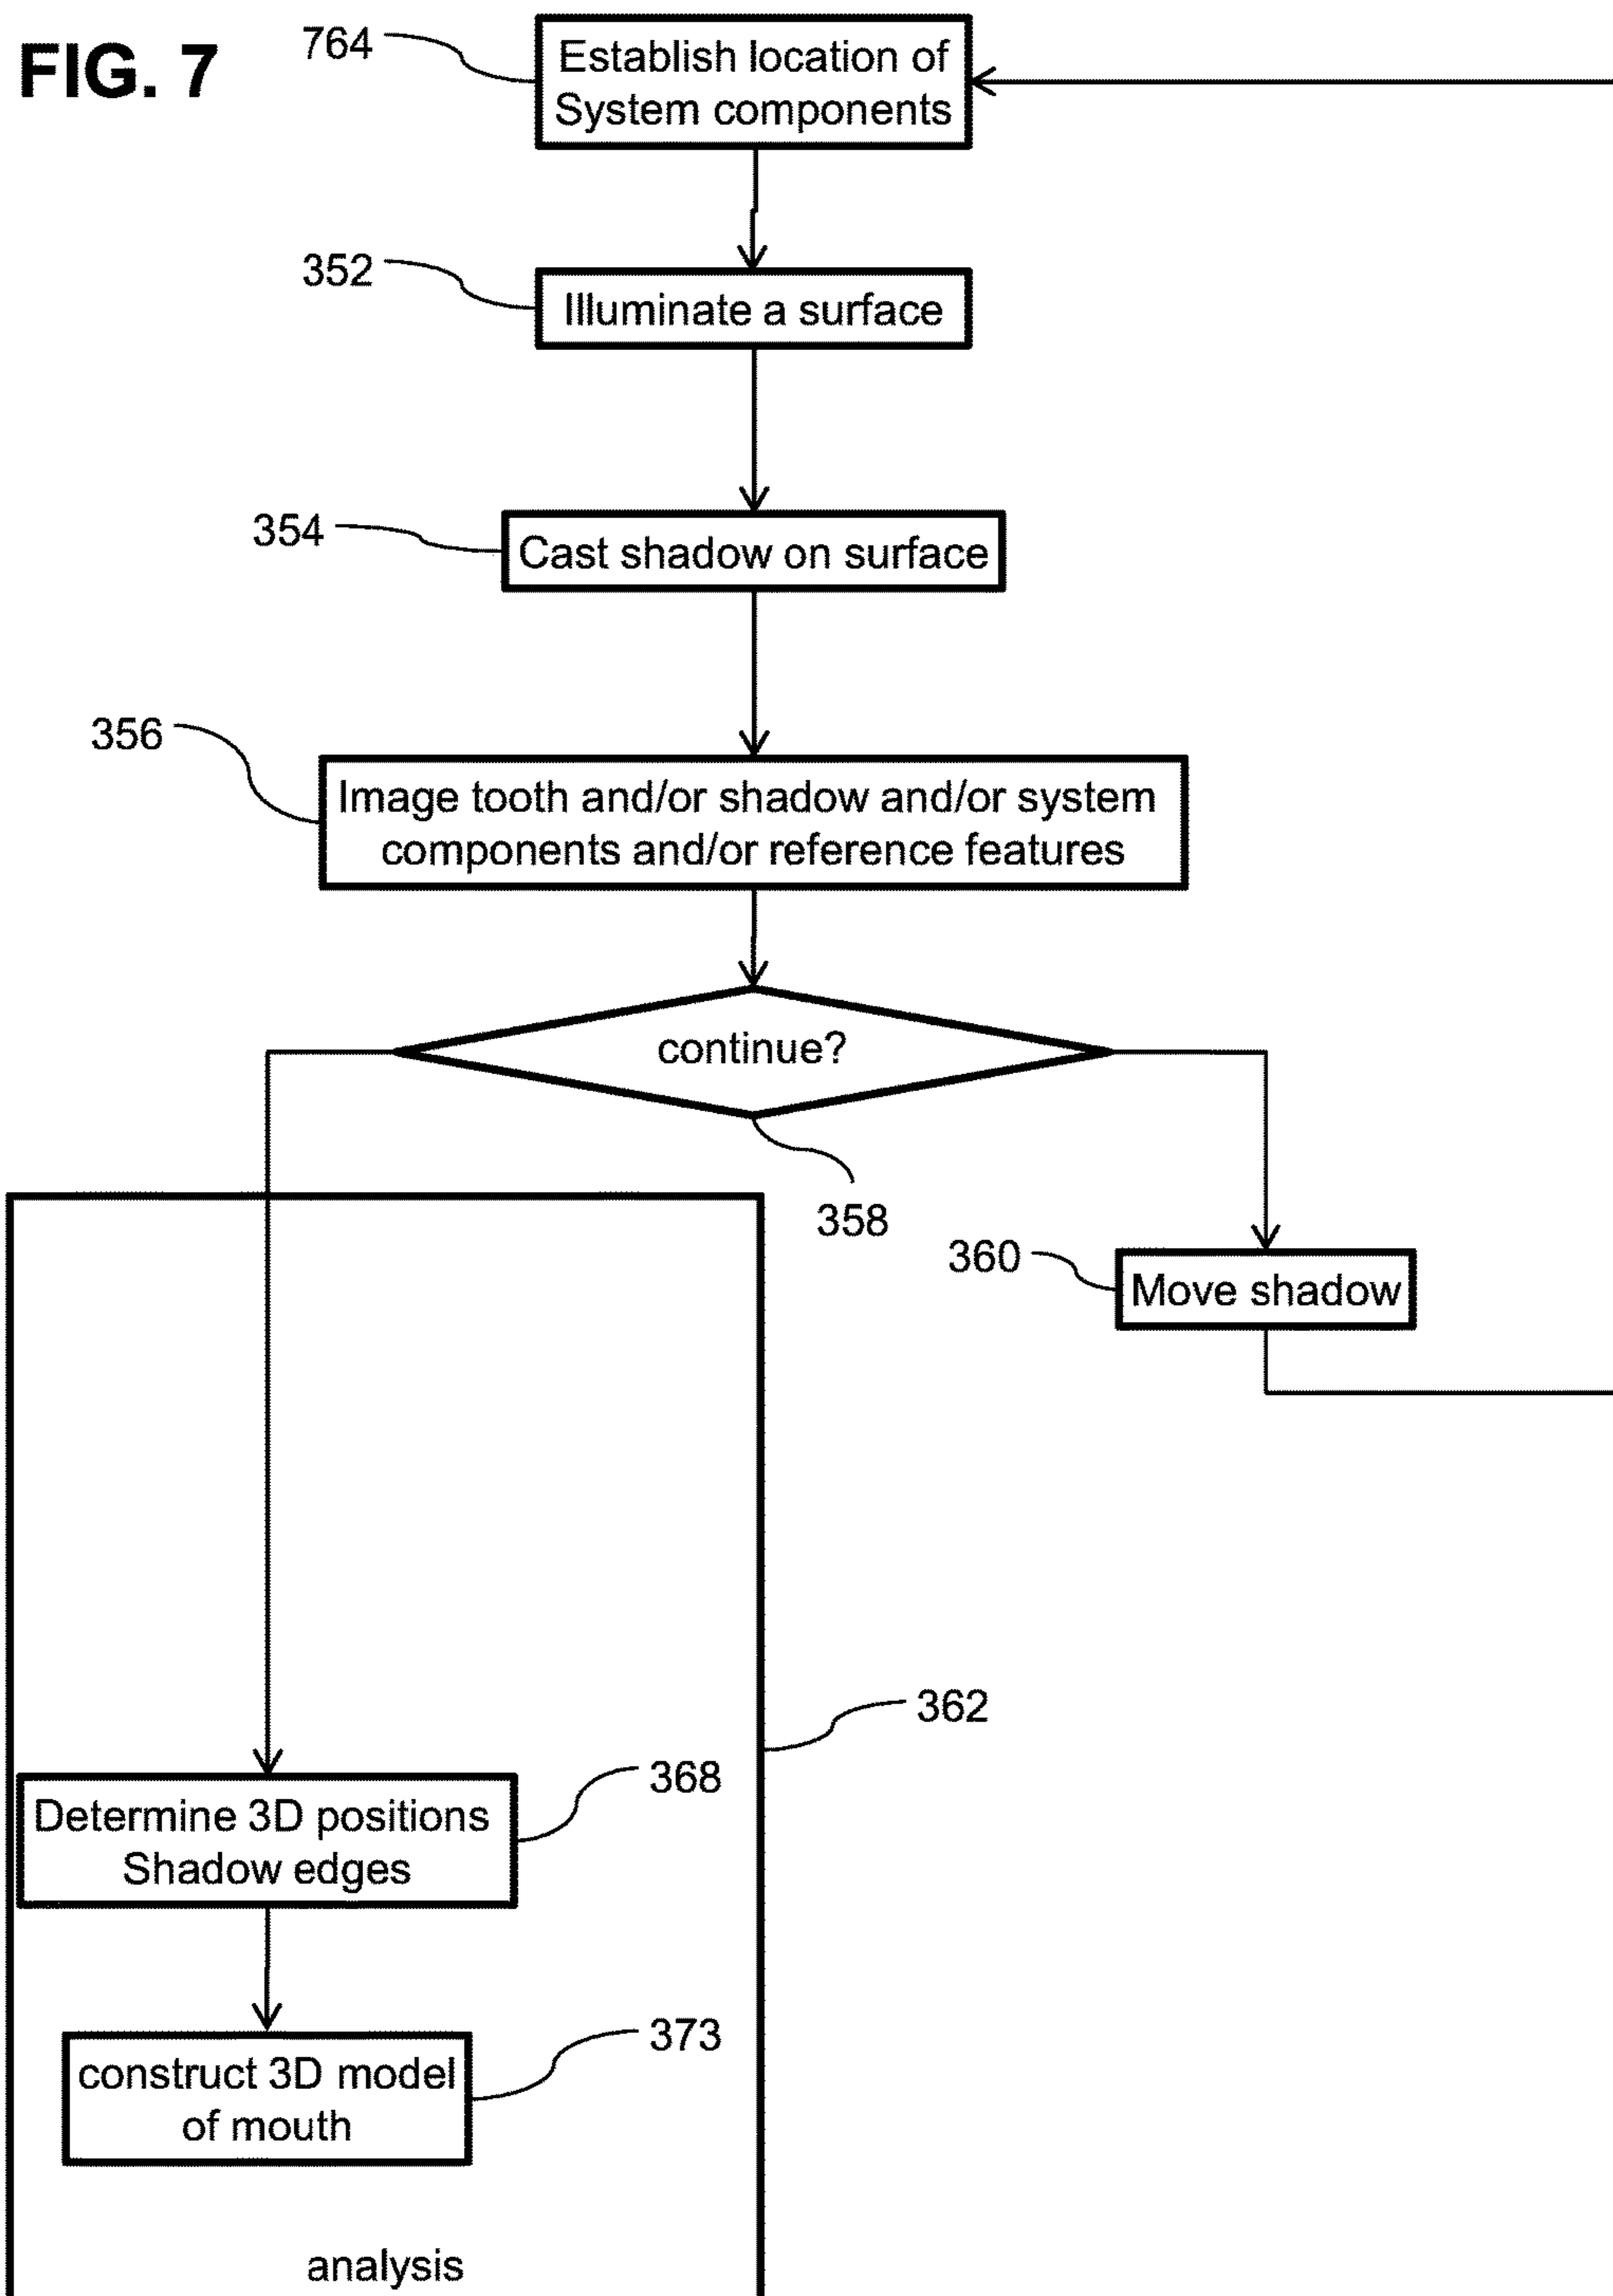 FIG. 7
764
Establish location of
System components
352
Illuminate a surface
354
Cast shadow on surface
356
Image tooth and/or shadow and/or system
components and/or reference features
continue?
358
360
Move shadow
362
368
Determine 3D positions
Shadow edges
373
construct 3D model
of mouth
analysis